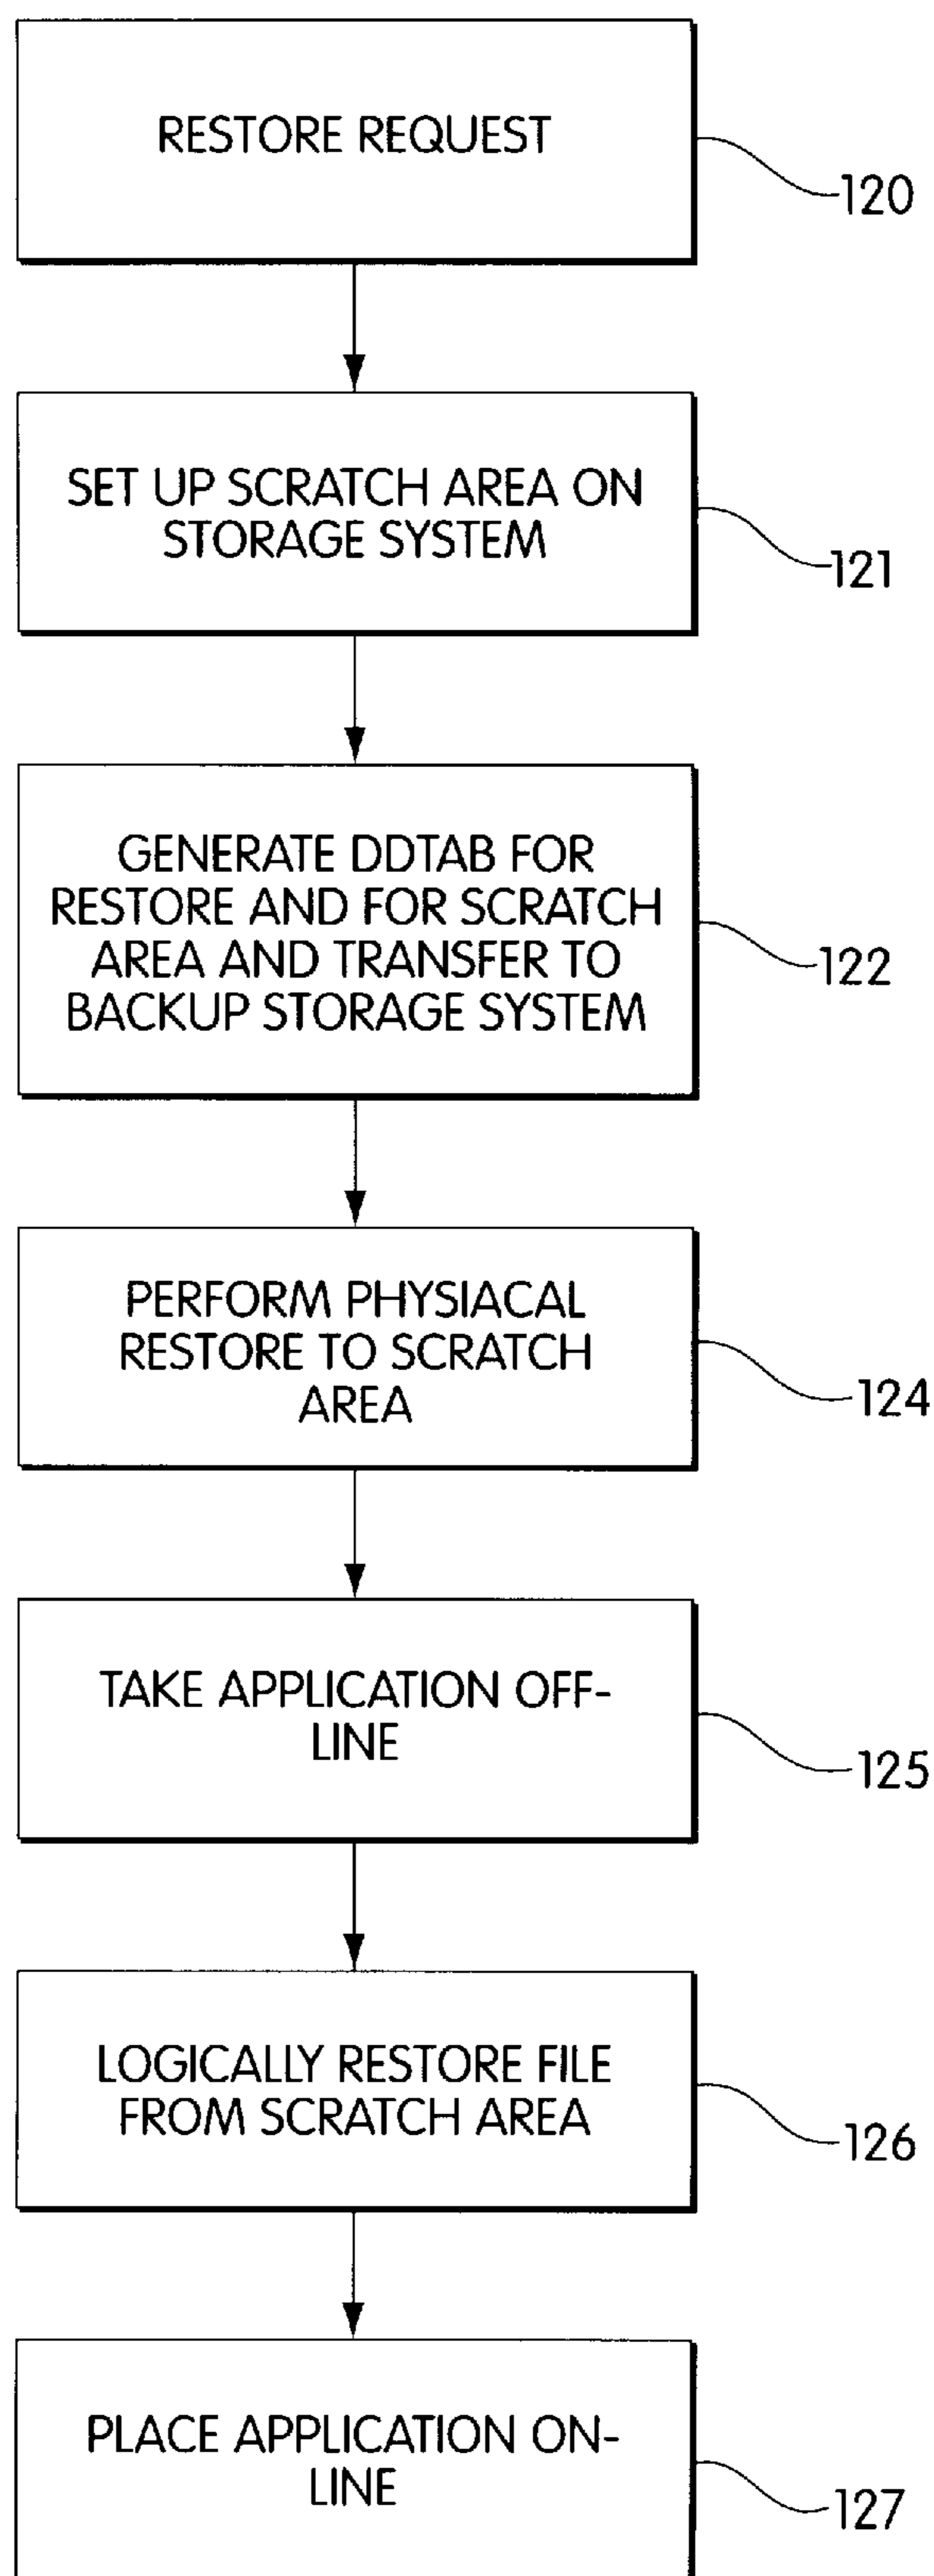 RESTORE REQUEST
120
SET UP SCRATCH AREA ON
STORAGE SYSTEM
121
GENERATE DDTAB FOR
RESTORE AND FOR SCRATCH
AREA AND TRANSFER TO
BACKUP STORAGE SYSTEM
122
PERFORM PHYSIACAL
RESTORE TO SCRATCH
AREA
124
TAKE APPLICATION OFF-
LINE
125
LOGICALLY RESTORE FILE
FROM SCRATCH AREA
126
PLACE APPLICATION ON-
LINE
127